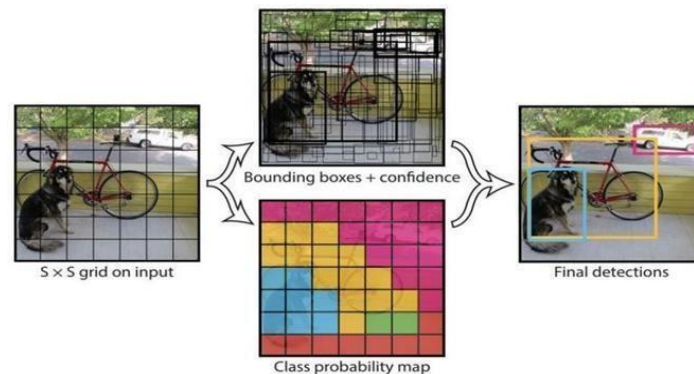 Bounding boxes + confidence
S × S grid on input
Final detections
Class probability map